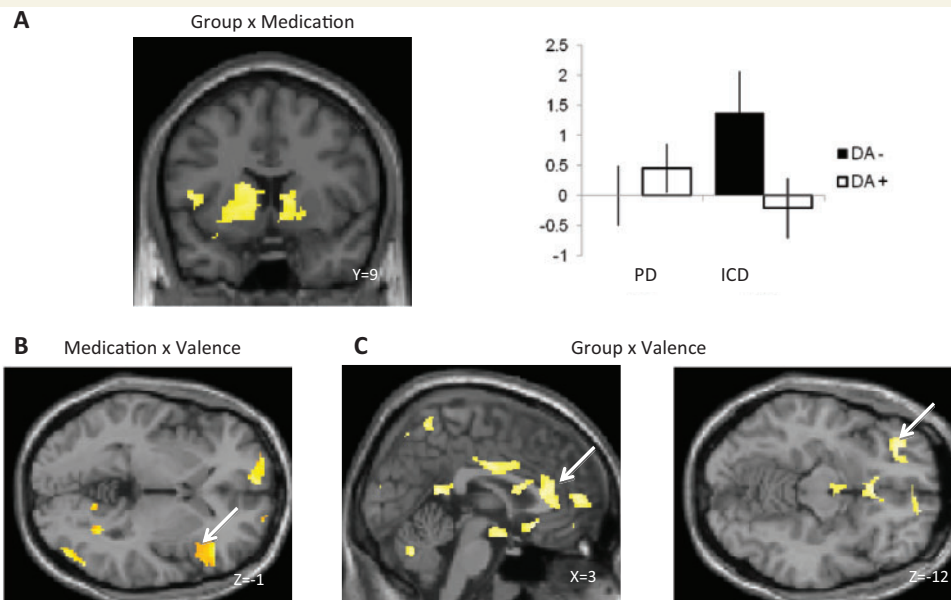 A
Group x Medication
Y=9
2.5
2
1.5
1
0.5
0
-0.5
-1
PD
ICD
DA -
DA +
B
Medication x Valence
Z=-1
C
Group x Valence
X=3
Z=-12